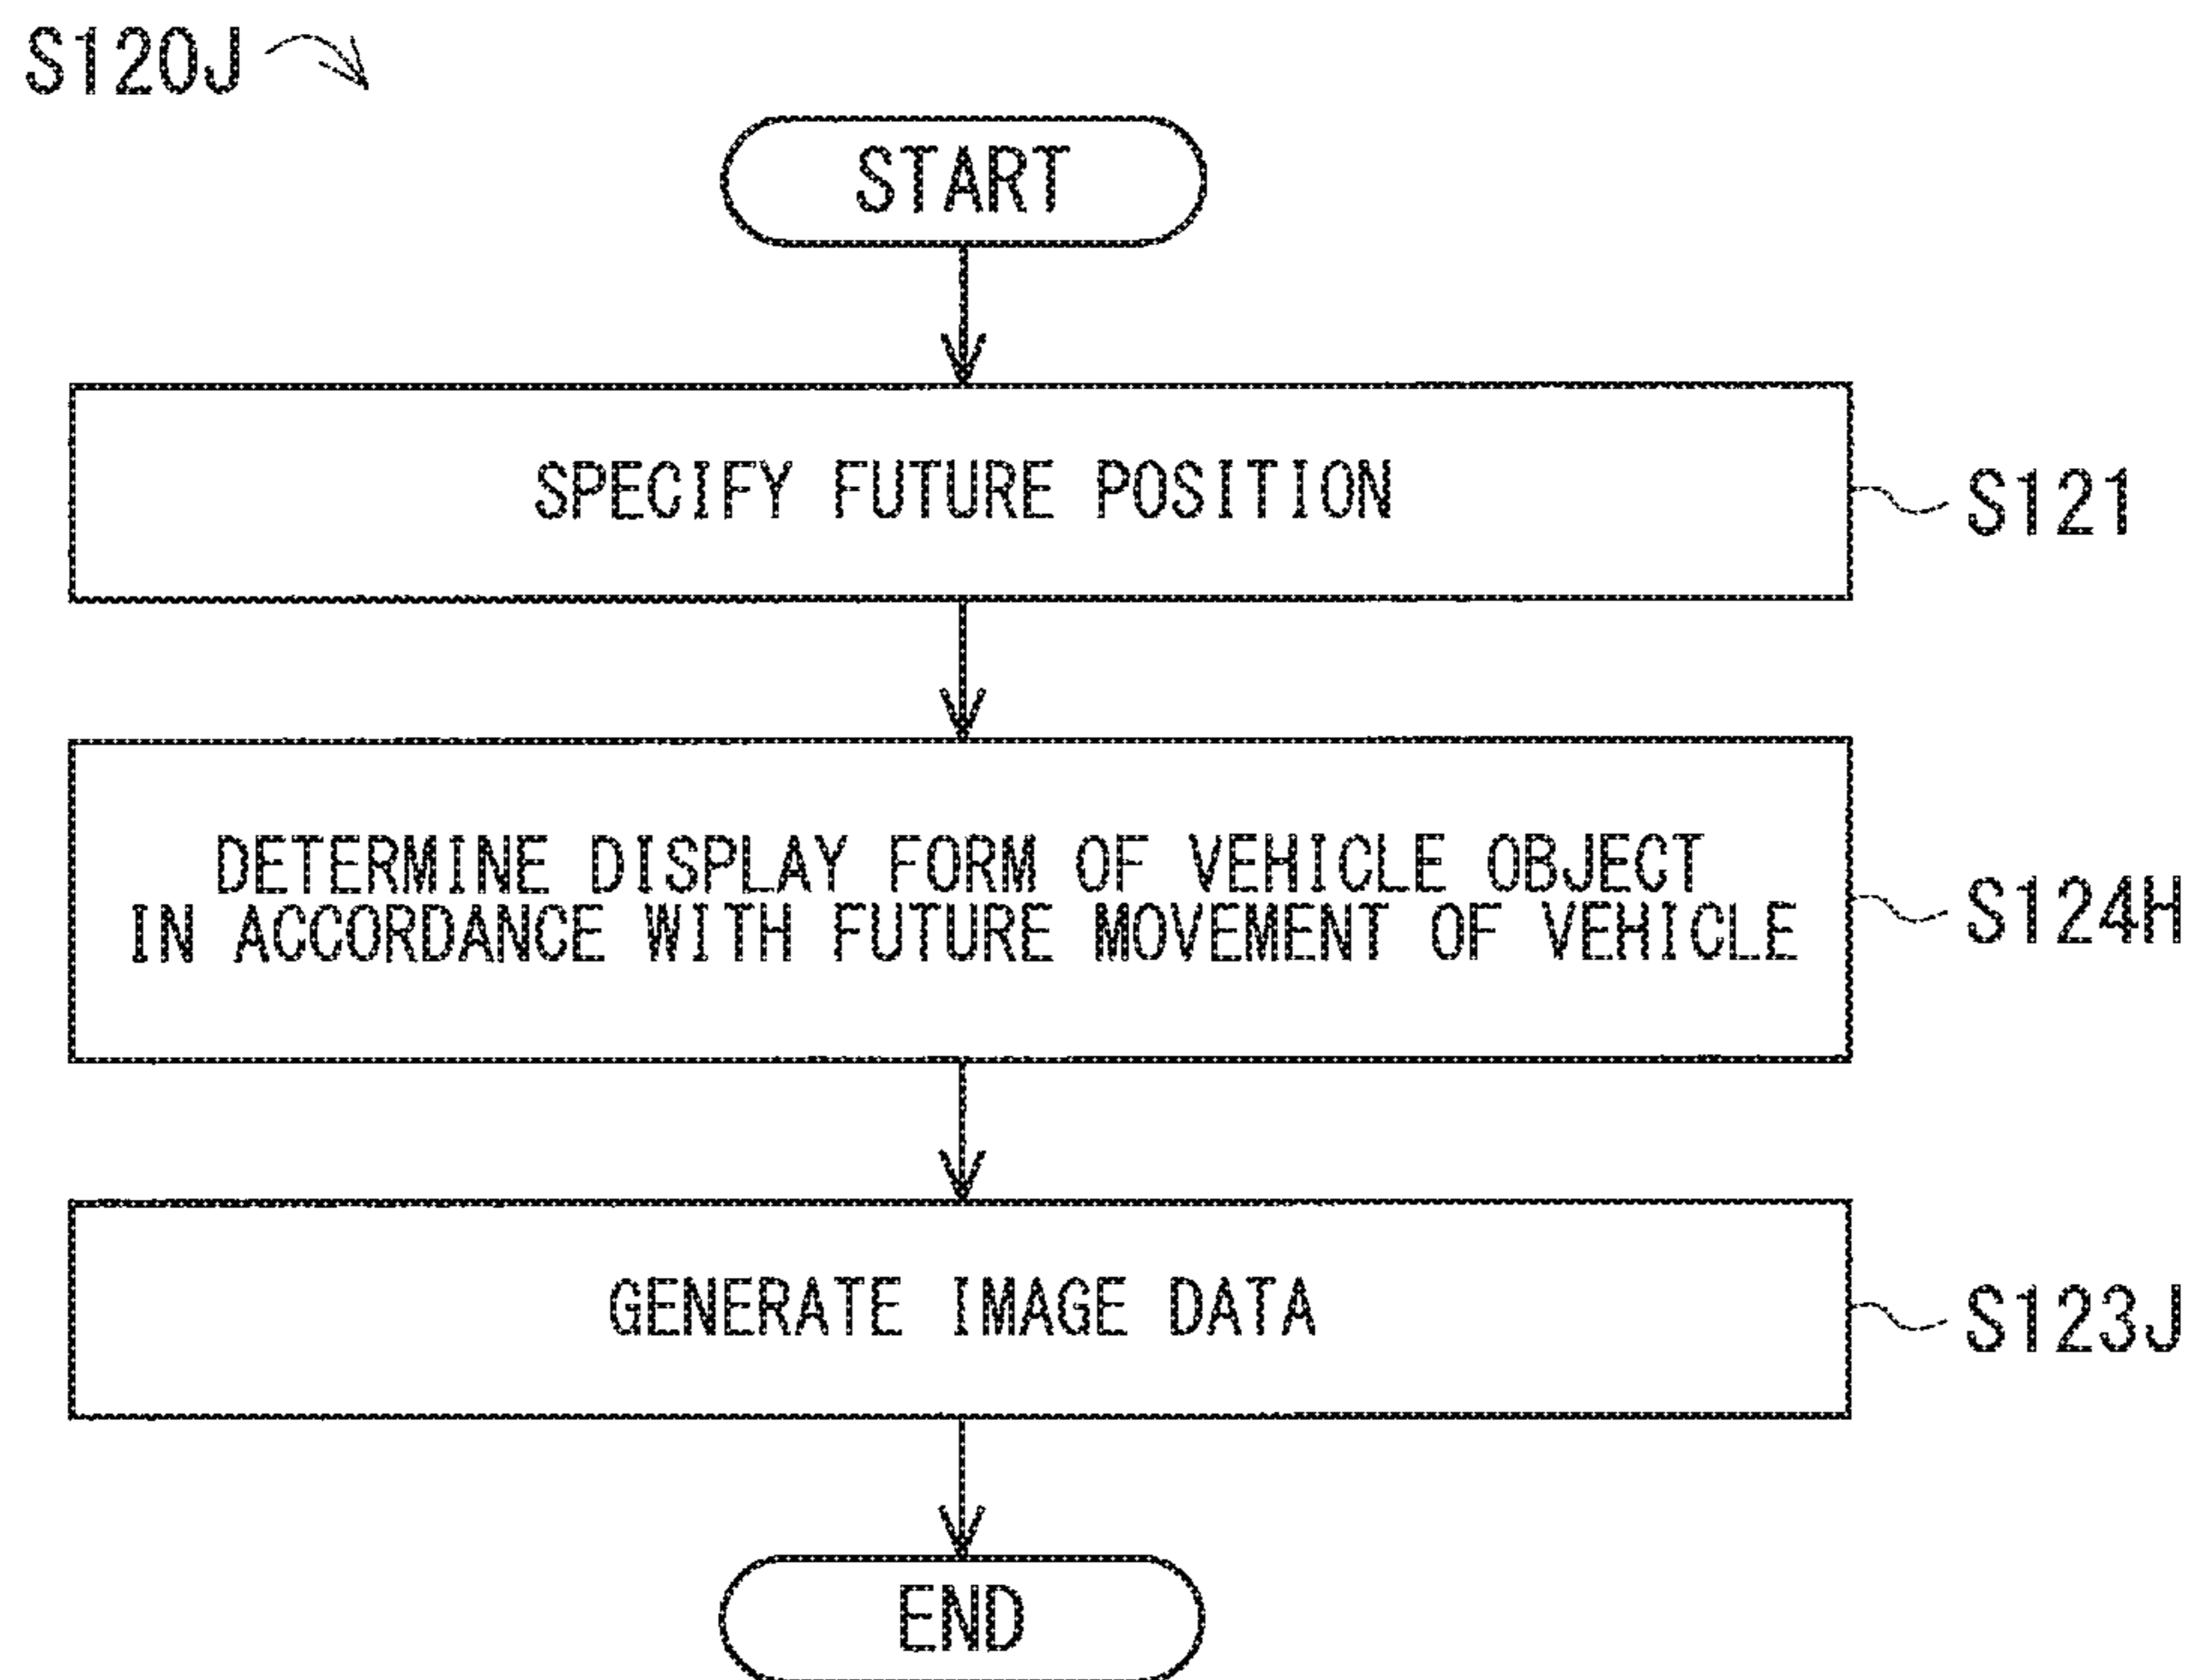 S120J
START
SPECIFY FUTURE POSITION
S121
DETERMINE DISPLAY FORM OF VEHICLE OBJECT
IN ACCORDANCE WITH FUTURE MOVEMENT OF VEHICLE
S124H
GENERATE IMAGE DATA
S123J
END